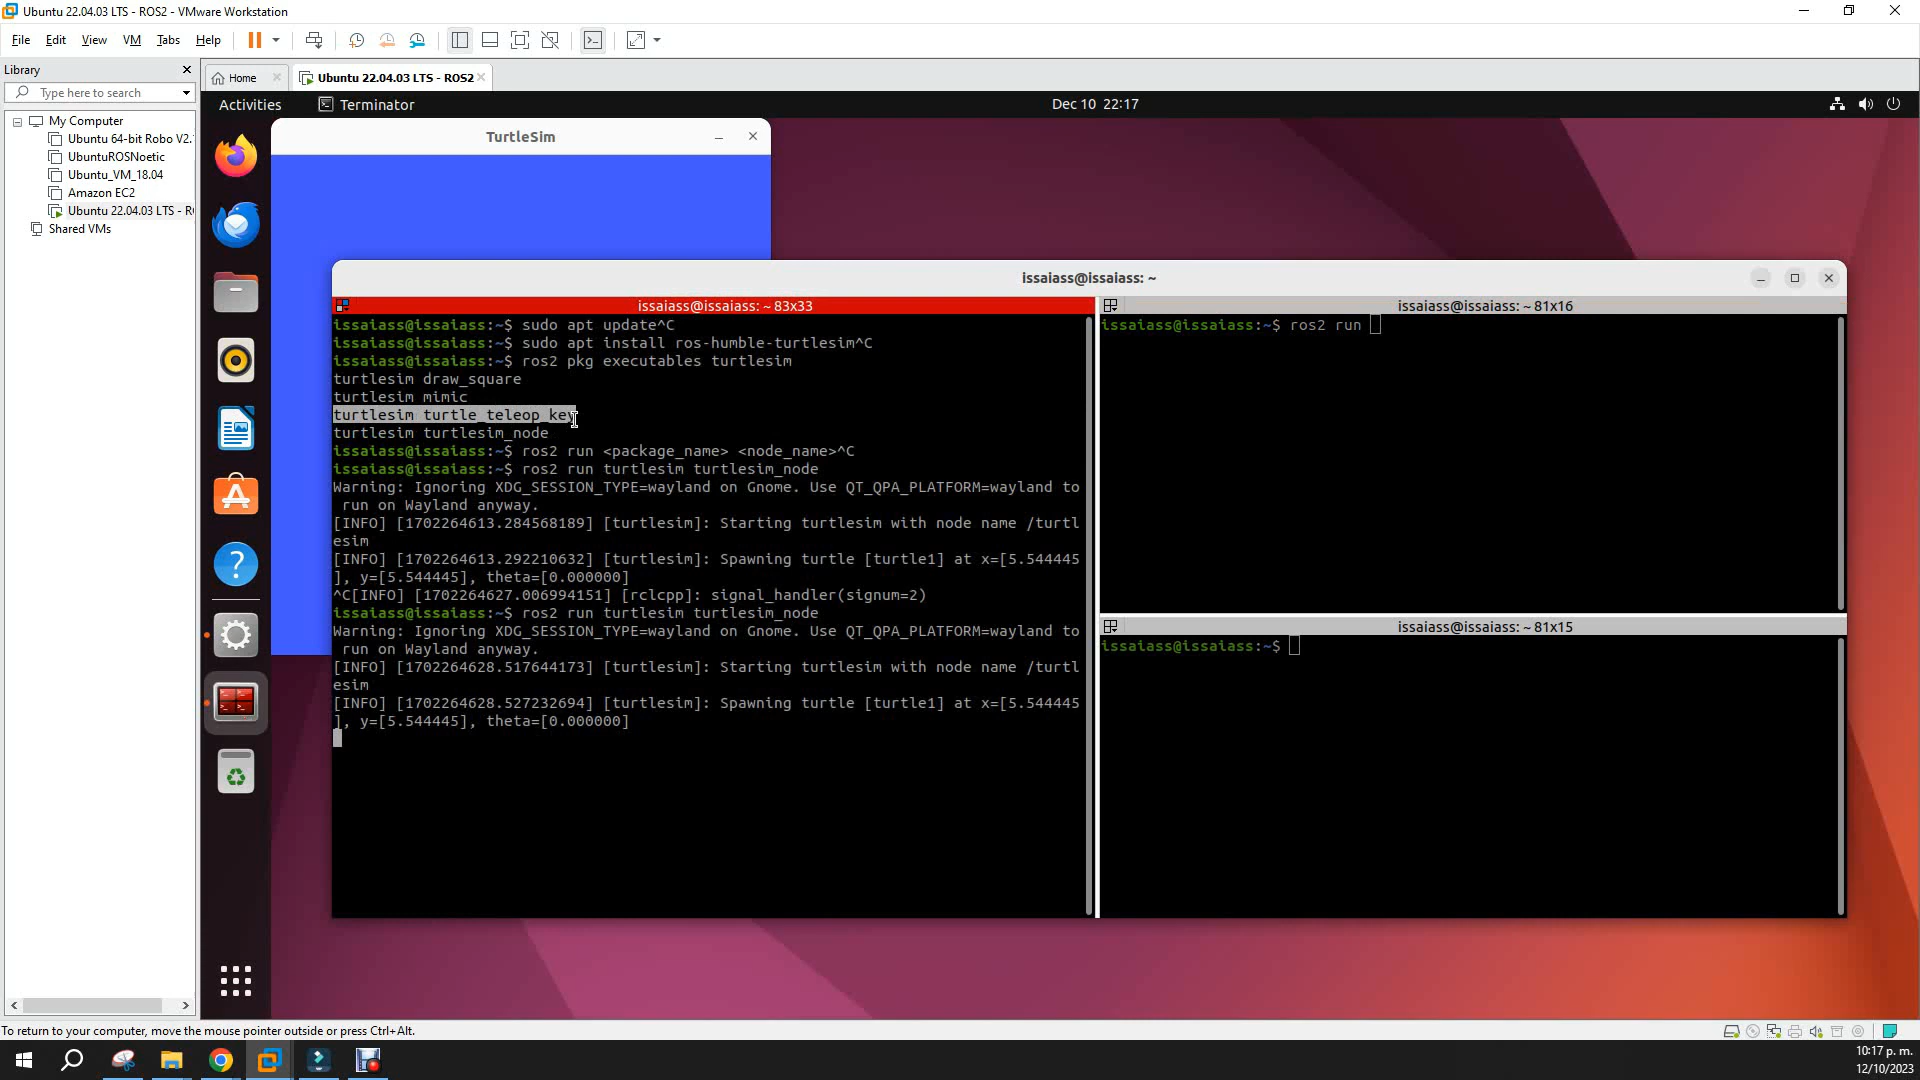 Ubuntu 22.04.03 LTS - ROS2 - VMware Workstation
File Edit View VM Tabs Help
Library
Type here to search
My Computer
Ubuntu 64-bit Robo V2.
UbuntuROSNoetic
Ubuntu_VM_18.04
Amazon EC2
Ubuntu 22.04.03 LTS - R
Shared VMs
Home
Ubuntu 22.04.03 LTS - ROS2
Activities
Terminator
Dec 10 22:17
TurtleSim
issaiass@issaiass: ~
issaiass@issaiass: ~ 83x33
issaiass@issaiass:~$ sudo apt update^C
issaiass@issaiass:~$ sudo apt install ros-humble-turtlesim^C
issaiass@issaiass:~$ ros2 pkg executables turtlesim
turtlesim draw_square
turtlesim mimic
turtlesim turtle_teleop_key
turtlesim turtlesim_node
issaiass@issaiass:~$ ros2 run <package_name> <node_name>^C
issaiass@issaiass:~$ ros2 run turtlesim turtlesim_node
Warning: Ignoring XDG_SESSION_TYPE=wayland on Gnome. Use QT_QPA_PLATFORM=wayland to
run on Wayland anyway.
[INFO] [1702264613.284568189] [turtlesim]: Starting turtlesim with node name /turtl
esim
[INFO] [1702264613.292210632] [turtlesim]: Spawning turtle [turtle1] at x=[5.544445
], y=[5.544445], theta=[0.000000]
^C[INFO] [1702264627.006994151] [rclcpp]: signal_handler(signum=2)
issaiass@issaiass:~$ ros2 run turtlesim turtlesim_node
Warning: Ignoring XDG_SESSION_TYPE=wayland on Gnome. Use QT_QPA_PLATFORM=wayland to
run on Wayland anyway.
[INFO] [1702264628.517644173] [turtlesim]: Starting turtlesim with node name /turtl
esim
[INFO] [1702264628.527232694] [turtlesim]: Spawning turtle [turtle1] at x=[5.544445
], y=[5.544445], theta=[0.000000]
issaiass@issaiass: ~ 81x16
issaiass@issaiass:~$ ros2 run
issaiass@issaiass: ~ 81x15
issaiass@issaiass:~$
To return to your computer, move the mouse pointer outside or press Ctrl+Alt.
10:17 p. m.
12/10/2023